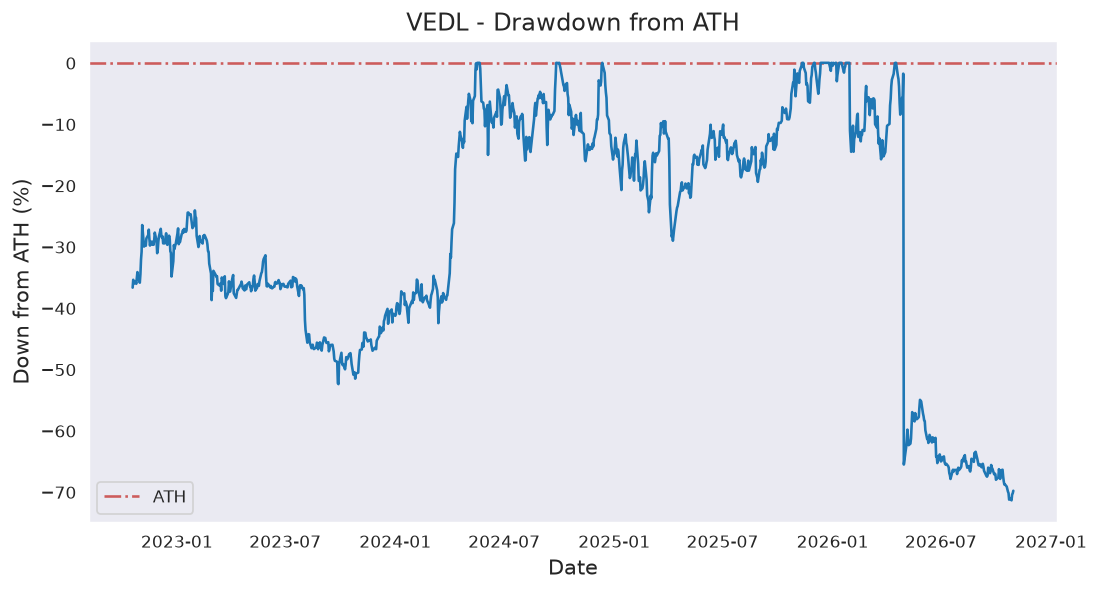 VEDL - Drawdown from ATH
Down from ATH (%)
0
−10
−20
−30
−40
−50
−60
−70
ATH
2023-01 2023-07 2024-01 2024-07 2025-01 2025-07 2026-01 2026-07 2027-01
Date